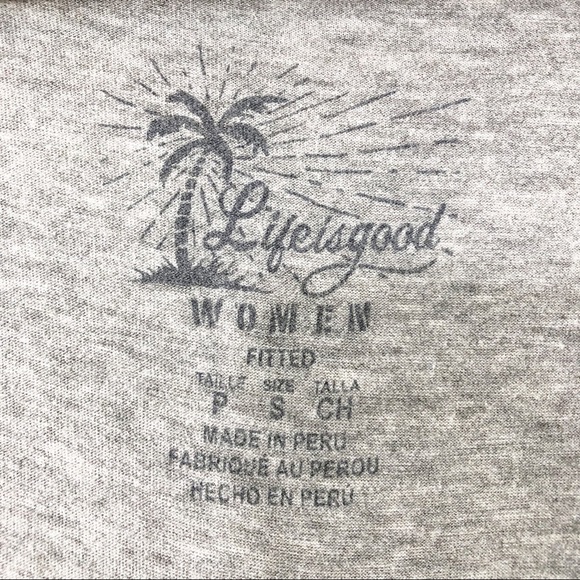 Lifeisgood
WOMEN
FITTED
TAILLE SIZE TALLA
P S CH
MADE IN PERU
FABRIQUÉ AU PEROU
HECHO EN PERU